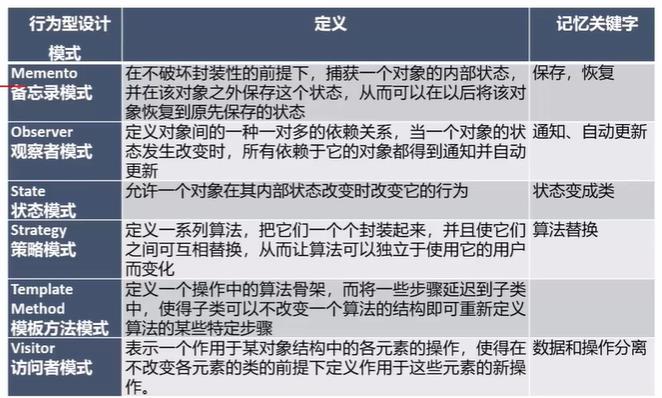 行为型设计 定义 记忆关键字
模式
Memento 在不破坏封装性的前提下，捕获一个对象的内部状态， 保存，恢复
备忘录模式 并在该对象之外保存这个状态，从而可以在以后将该对
象恢复到原先保存的状态
Observer 定义对象间的一种一对多的依赖关系，当一个对象的状 通知、自动更新
观察者模式 态发生改变时，所有依赖于它的对象都得到通知并自动
更新
State 允许一个对象在其内部状态改变时改变它的行为 状态变成类
状态模式
Strategy 定义一系列算法，把它们一个个封装起来，并且使它们 算法替换
策略模式 之间可互相替换，从而让算法可以独立于使用它的用户
而变化
Template 定义一个操作中的算法骨架，而将一些步骤延迟到子类
Method 中，使得子类可以不改变一个算法的结构即可重新定义
模板方法模式 算法的某些特定步骤
Visitor 表示一个作用于某对象结构中的各元素的操作，使得在 数据和操作分离
访问者模式 不改变各元素的类的前提下定义作用于这些元素的新操
作。